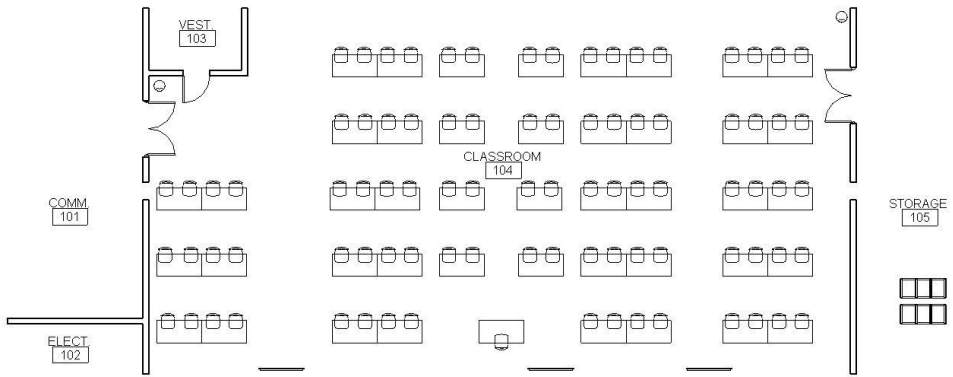 VEST.
103
CLASSROOM
104
COMM.
101
STORAGE
105
ELECT.
102